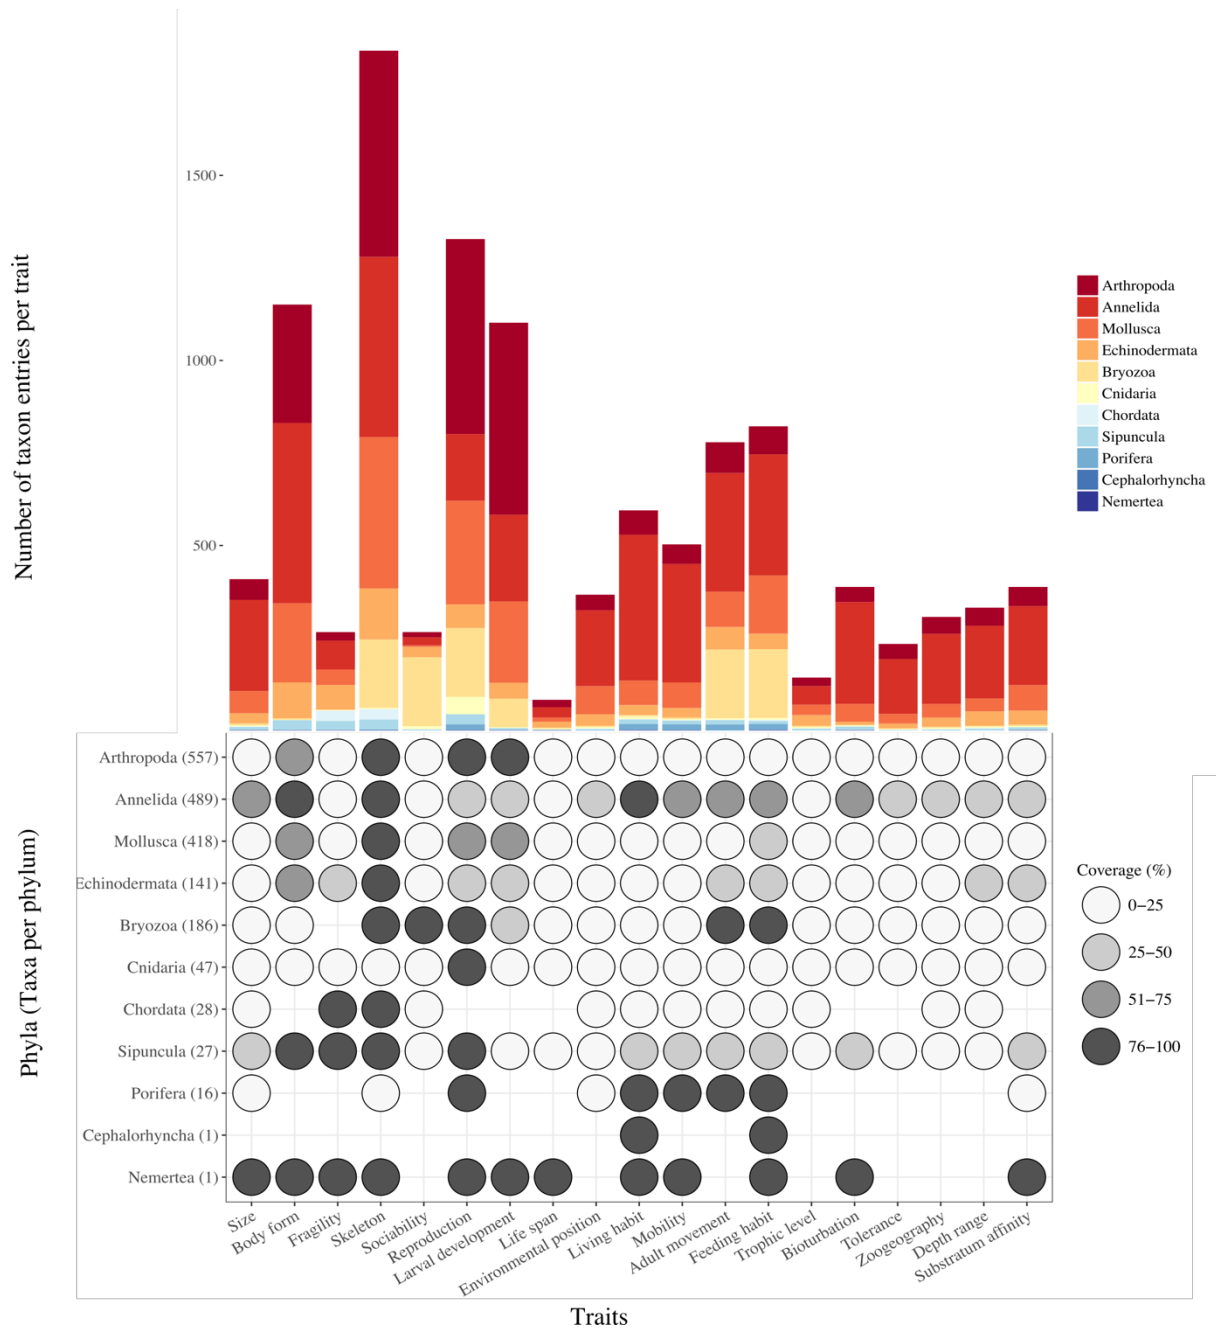 Number of taxon entries per trait
1500
1000
500
Arthropoda
Annelida
Mollusca
Echinodermata
Bryozoa
Cnidaria
Chordata
Sipuncula
Porifera
Cephalorhyncha
Nemertea
Phyla (Taxa per phylum)
Arthropoda (557)
Annelida (489)
Mollusca (418)
Echinodermata (141)
Bryozoa (186)
Cnidaria (47)
Chordata (28)
Sipuncula (27)
Porifera (16)
Cephalorhyncha (1)
Nemertea (1)
Coverage (%)
0–25
25–50
51–75
76–100
Size
Body form
Fragility
Skeleton
Sociability
Reproduction
Larval development
Life span
Environmental position
Living habit
Mobility
Adult movement
Feeding habit
Trophic level
Bioturbation
Tolerance
Zoogeography
Depth range
Substratum affinity
Traits